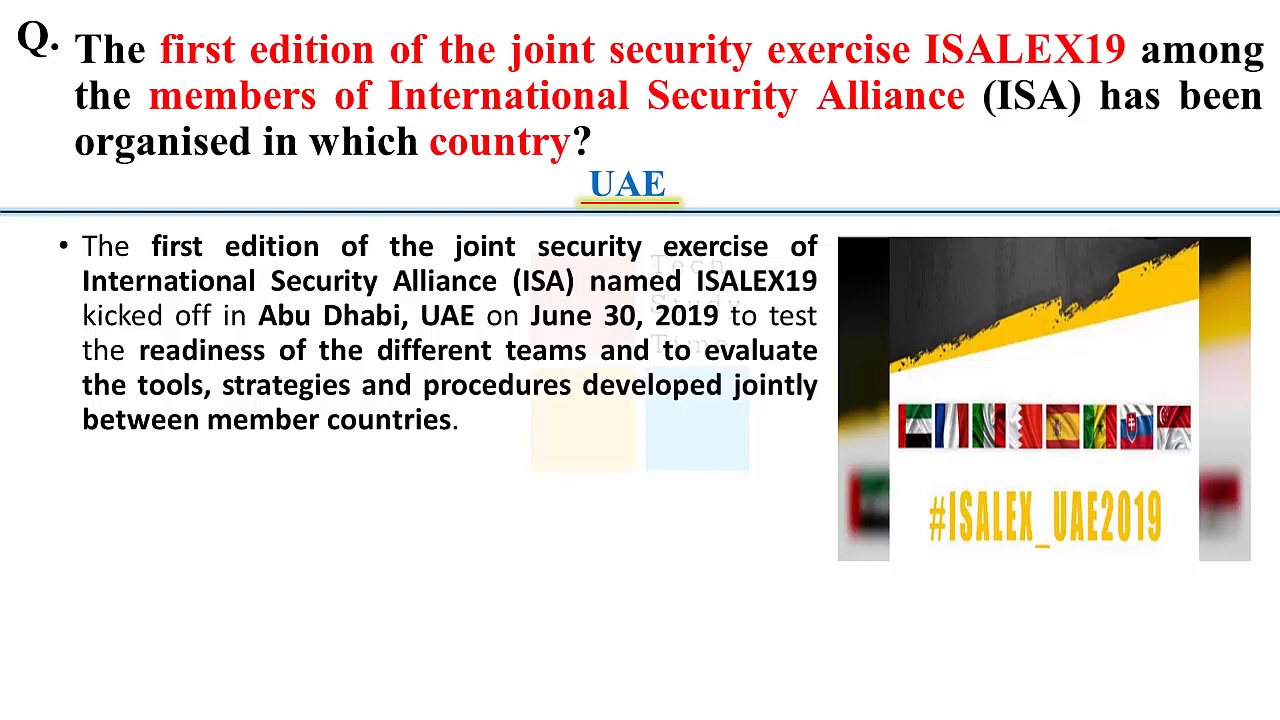 Q. The first edition of the joint security exercise ISALEX19 among
the members of International Security Alliance (ISA) has been
organised in which country?
UAE
• The first edition of the joint security exercise of
International Security Alliance (ISA) named ISALEX19
kicked off in Abu Dhabi, UAE on June 30, 2019 to test
the readiness of the different teams and to evaluate
the tools, strategies and procedures developed jointly
between member countries.
Tech
Study
Time
#ISALEX_UAE2019